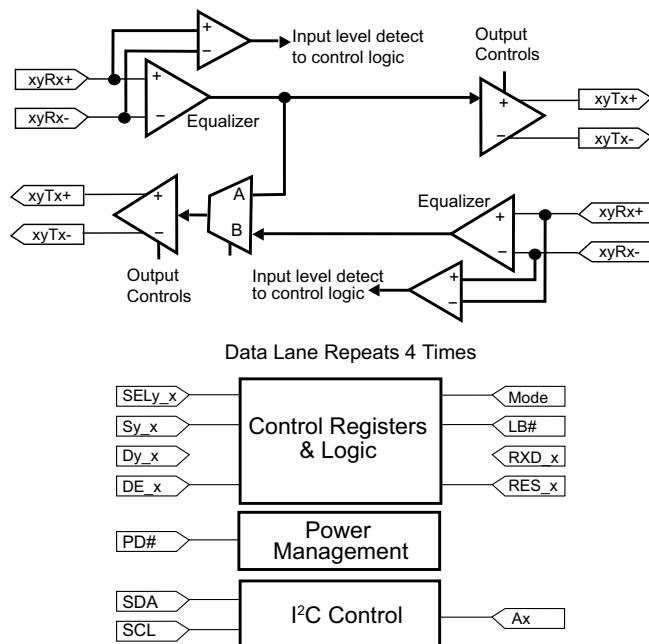 Input level detect
to control logic
Output
Controls
xyRx+
+
−
xyRx-
+
−
Equalizer
+
−
xyTx+
xyTx-
xyTx+
+
−
xyTx-
A
B
Output
Controls
Equalizer
+
−
xyRx+
xyRx-
Input level detect
to control logic
+
−
Data Lane Repeats 4 Times
SELy_x
Sy_x
Dy_x
DE_x
Control Registers
& Logic
Mode
LB#
RXD_x
RES_x
PD#
Power
Management
SDA
SCL
I²C Control
Ax